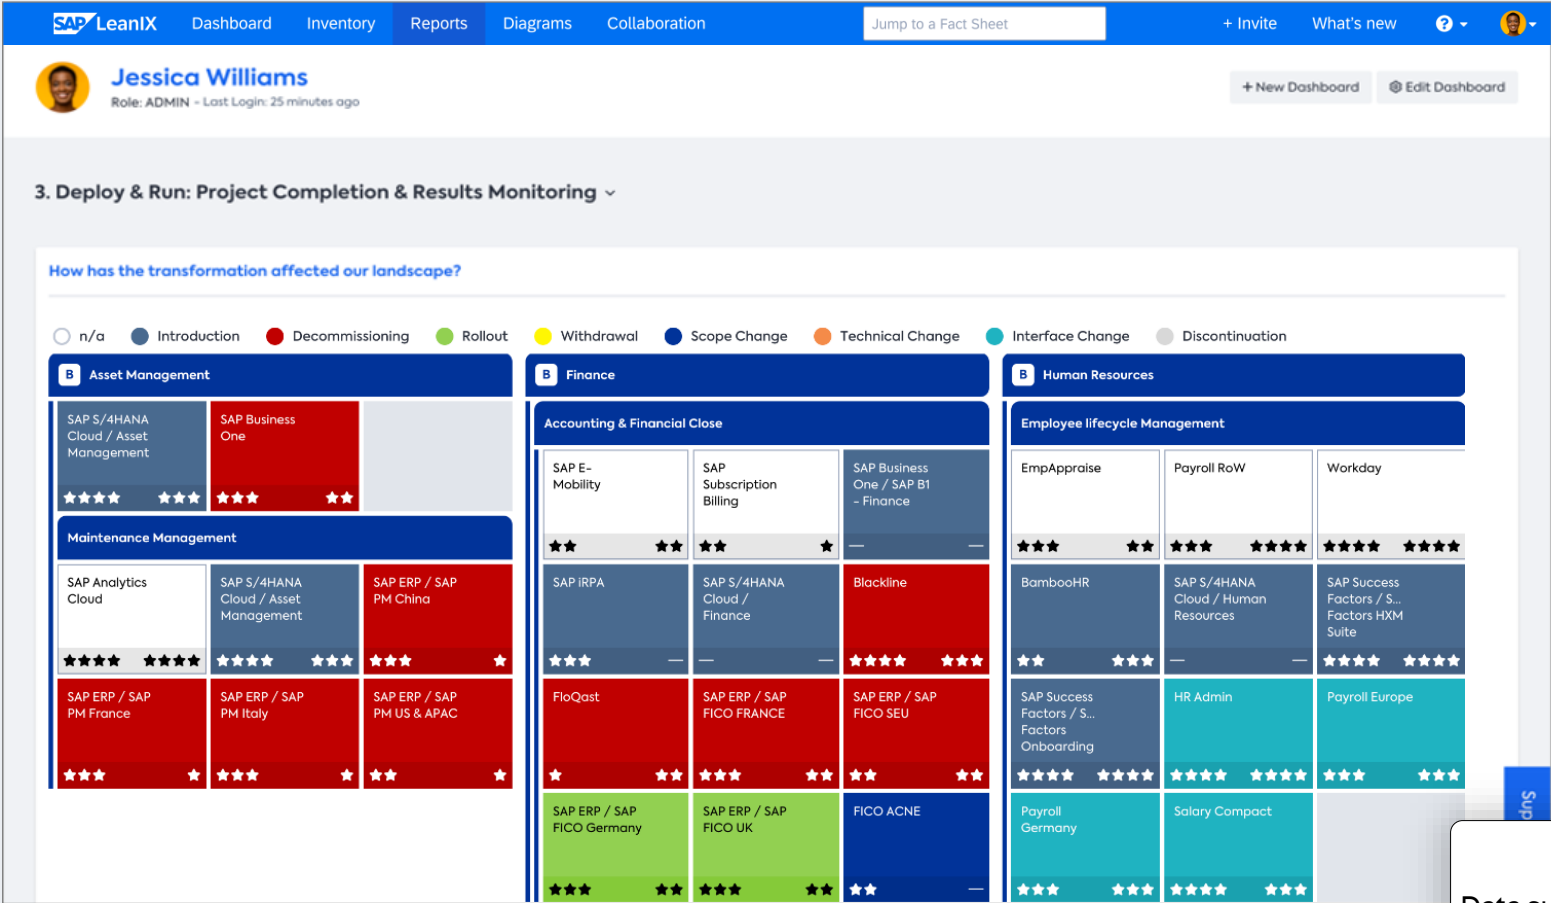 SAP LeanIX Dashboard Inventory Reports Diagrams Collaboration Jump to a Fact Sheet + Invite What's new ?
Jessica Williams
Role: ADMIN - Last Login: 25 minutes ago
+ New Dashboard Edit Dashboard
3. Deploy & Run: Project Completion & Results Monitoring
How has the transformation affected our landscape?
n/a Introduction Decommissioning Rollout Withdrawal Scope Change Technical Change Interface Change Discontinuation
B Asset Management
SAP S/4HANA
Cloud / Asset
Management
SAP Business
One
Maintenance Management
SAP Analytics
Cloud
SAP S/4HANA
Cloud / Asset
Management
SAP ERP / SAP
PM China
SAP ERP / SAP
PM France
SAP ERP / SAP
PM Italy
SAP ERP / SAP
PM US & APAC
B Finance
Accounting & Financial Close
SAP E-
Mobility
SAP
Subscription
Billing
SAP Business
One / SAP B1
- Finance
SAP iRPA
SAP S/4HANA
Cloud /
Finance
Blackline
FloQast
SAP ERP / SAP
FICO FRANCE
SAP ERP / SAP
FICO SEU
SAP ERP / SAP
FICO Germany
SAP ERP / SAP
FICO UK
FICO ACNE
B Human Resources
Employee lifecycle Management
EmpAppraise
Payroll RoW
Workday
BambooHR
SAP S/4HANA
Cloud / Human
Resources
SAP Success
Factors / S...
Factors HXM
Suite
SAP Success
Factors / S...
Factors
Onboarding
HR Admin
Payroll Europe
Payroll
Germany
Salary Compact